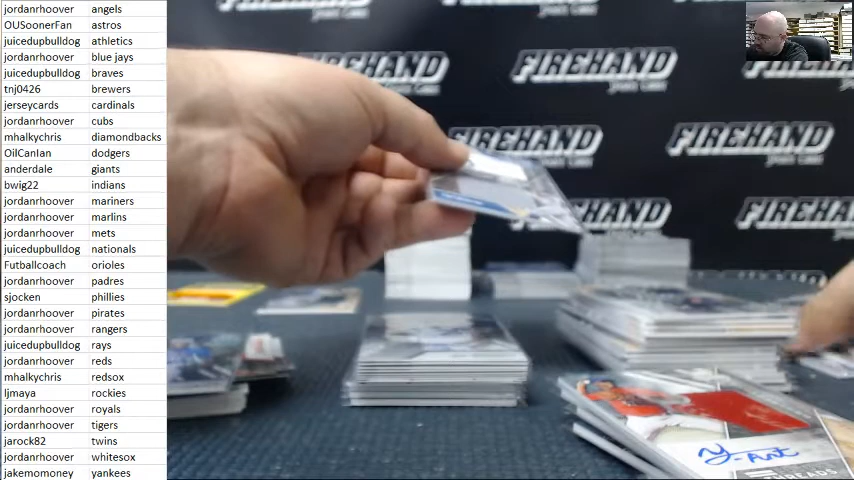 jordanrhoover angels
OUSoonerFan astros
juicedupbulldog athletics
jordanrhoover blue jays
juicedupbulldog braves
tnj0426 brewers
jerseycards cardinals
jordanrhoover cubs
mhalkychris diamondbacks
OilCanIan dodgers
anderdale giants
bwig22 indians
jordanrhoover mariners
jordanrhoover marlins
jordanrhoover mets
juicedupbulldog nationals
Futballcoach orioles
jordanrhoover padres
sjocken phillies
jordanrhoover pirates
jordanrhoover rangers
juicedupbulldog rays
jordanrhoover reds
mhalkychris redsox
ljmaya rockies
jordanrhoover royals
jordanrhoover tigers
jarock82 twins
jordanrhoover whitesox
jakemomoney yankees
FIREHAND
FIREHAND
FIREHAND
FIREHAND
FIREHAND
FIREHAND
THREADS